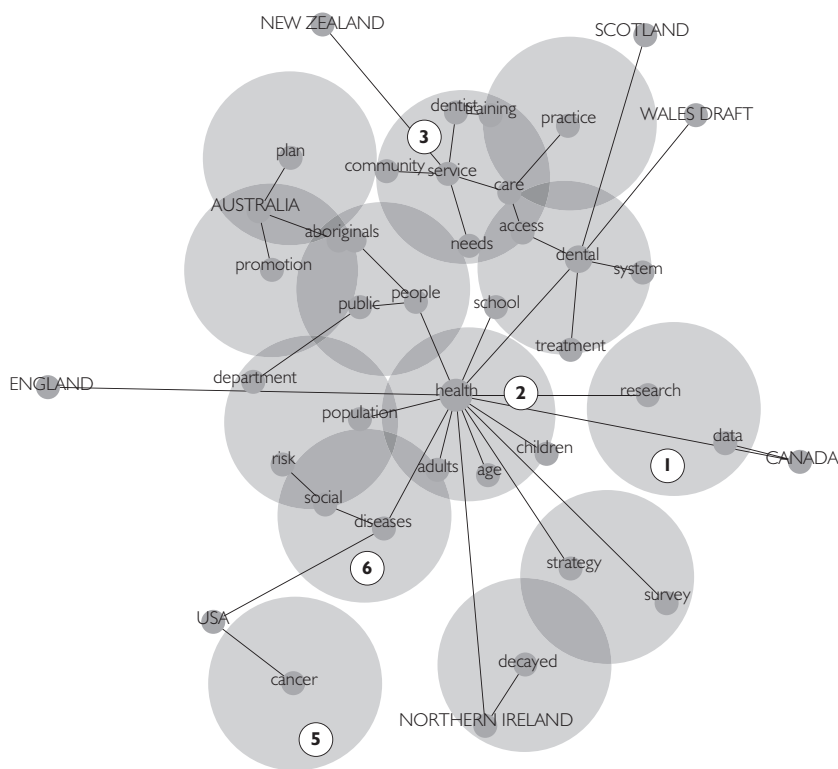 NEW ZEALAND
SCOTLAND
dentist
training
practice
WALES DRAFT
3
plan
community
service
care
AUSTRALIA
aboriginals
access
needs
dental
promotion
system
public
people
school
treatment
ENGLAND
department
health
2
research
population
data
children
risk
adults
age
1
CANADA
social
diseases
6
strategy
survey
USA
decayed
cancer
NORTHERN IRELAND
5